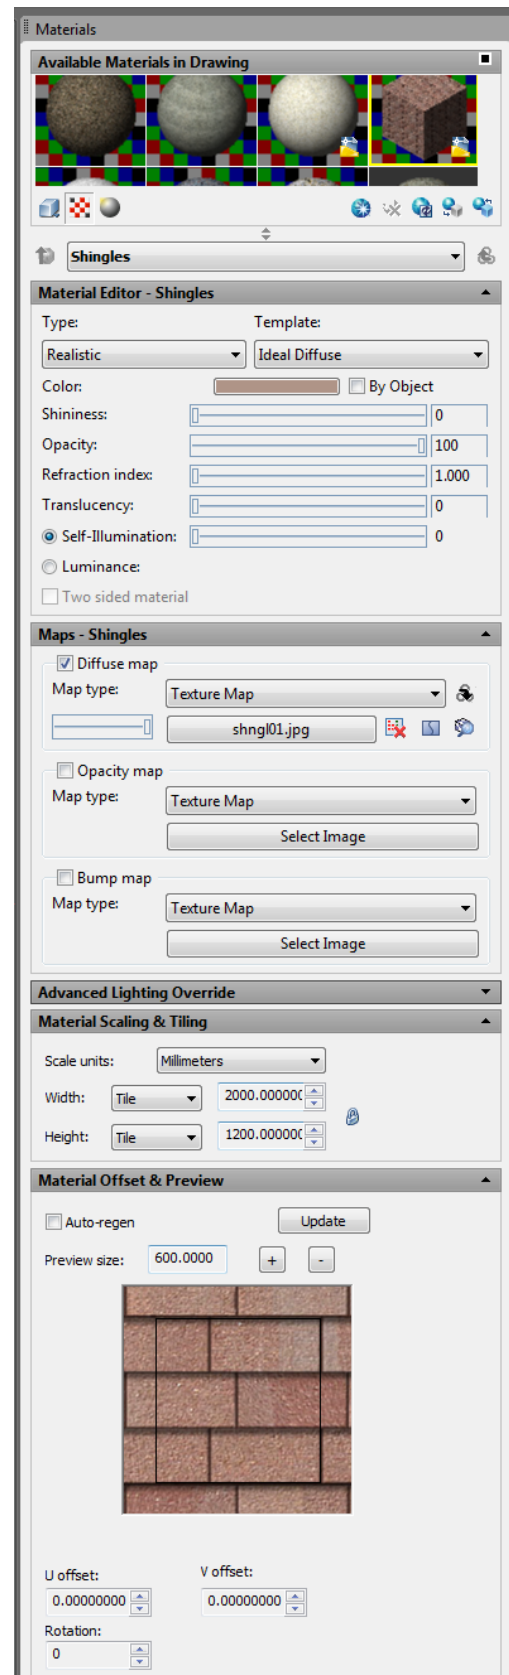 Materials
Available Materials in Drawing
Shingles
Material Editor - Shingles
Type: Template:
Realistic Ideal Diffuse
Color: By Object
Shininess: 0
Opacity: 100
Refraction index: 1.000
Translucency: 0
Self-Illumination: 0
Luminance:
Two sided material
Maps - Shingles
Diffuse map
Map type: Texture Map
shngl01.jpg
Opacity map
Map type: Texture Map
Select Image
Bump map
Map type: Texture Map
Select Image
Advanced Lighting Override
Material Scaling & Tiling
Scale units: Millimeters
Width: Tile 2000.000000
Height: Tile 1200.000000
Material Offset & Preview
Auto-regen Update
Preview size: 600.0000 + -
U offset: V offset:
0.00000000 0.00000000
Rotation:
0